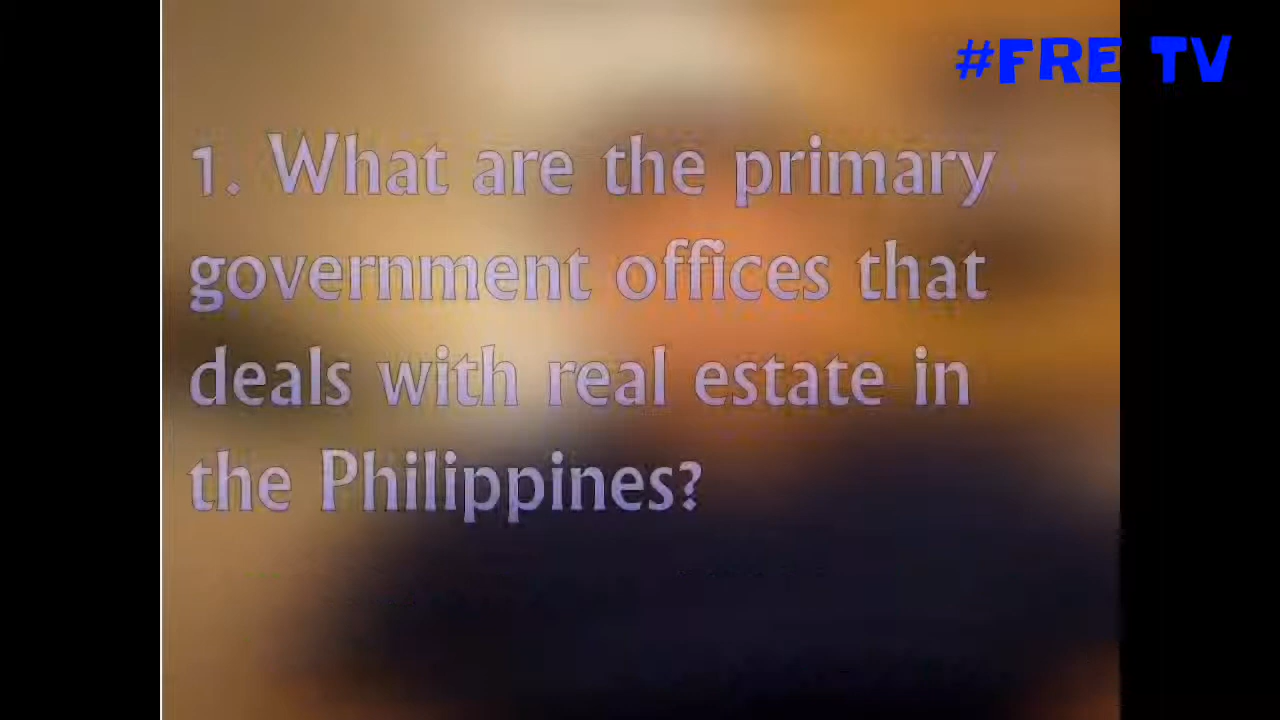 #FRE TV
1. What are the primary
government offices that
deals with real estate in
the Philippines?